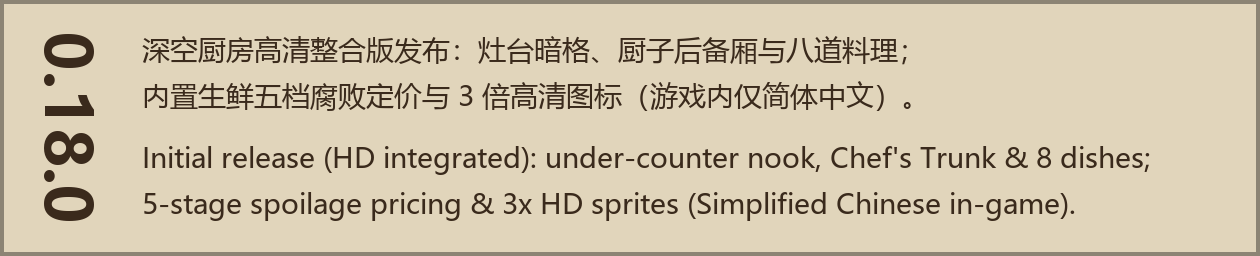 0.18.0
深空厨房高清整合版发布：灶台暗格、厨子后备厢与八道料理；
内置生鲜五档腐败定价与 3 倍高清图标（游戏内仅简体中文）。
Initial release (HD integrated): under-counter nook, Chef's Trunk & 8 dishes;
5-stage spoilage pricing & 3x HD sprites (Simplified Chinese in-game).